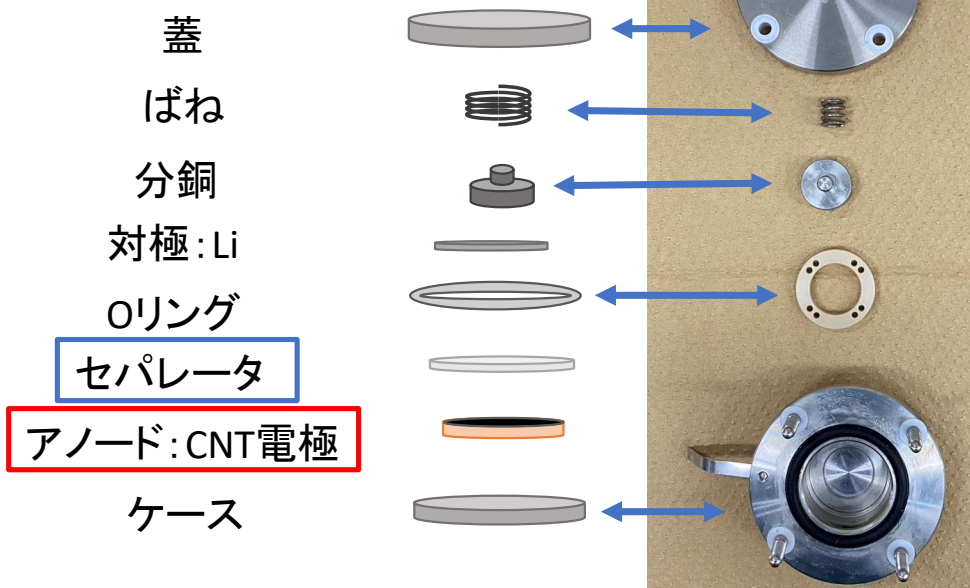 蓋
ばね
分銅
対極:Li
Oリング
セパレータ
アノード:CNT電極
ケース